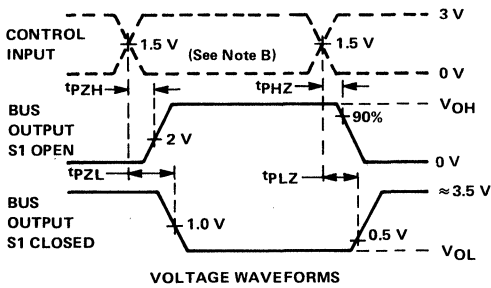 3 V
CONTROL
INPUT
1.5 V
(See Note B)
1.5 V
0 V
tPZH
tPHZ
BUS
OUTPUT
S1 OPEN
VOH
90%
2 V
0 V
tPZL
tPLZ
≈3.5 V
BUS
OUTPUT
S1 CLOSED
1.0 V
0.5 V
VOL
VOLTAGE WAVEFORMS